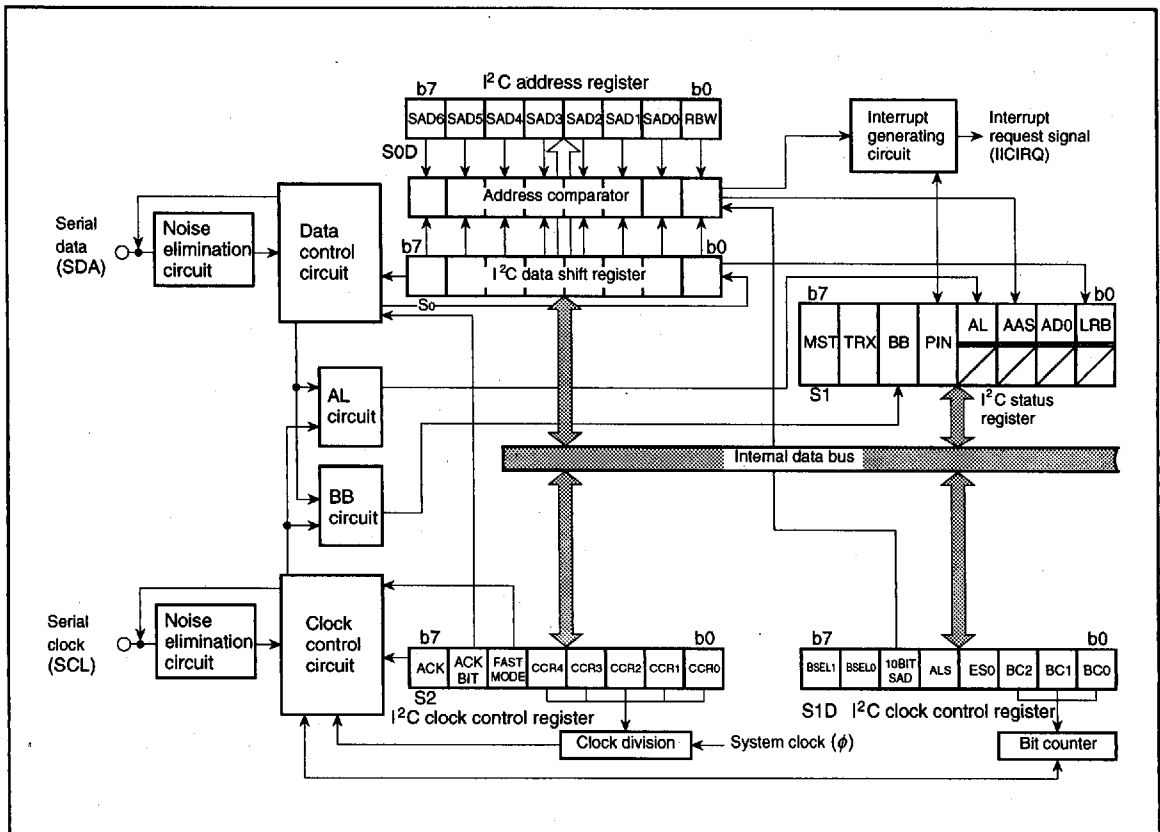 b7 I²C address register b0
SAD6 SAD5 SAD4 SAD3 SAD2 SAD1 SAD0 RBW
S0D
Address comparator
b7 b0
I²C data shift register
S0
Interrupt
generating
circuit
Interrupt
request signal
(IICIRQ)
Serial
data
(SDA)
Noise
elimination
circuit
Data
control
circuit
b7 b0
MST TRX BB PIN AL AAS AD0 LRB
S1
I²C status
register
AL
circuit
BB
circuit
Internal data bus
Serial
clock
(SCL)
Noise
elimination
circuit
Clock
control
circuit
b7 b0
ACK ACK BIT FAST MODE CCR4 CCR3 CCR2 CCR1 CCR0
S2
I²C clock control register
Clock division
System clock (ϕ)
b7 b0
BSEL1 BSEL0 10BIT SAD ALS ES0 BC2 BC1 BC0
S1D I²C clock control register
Bit counter